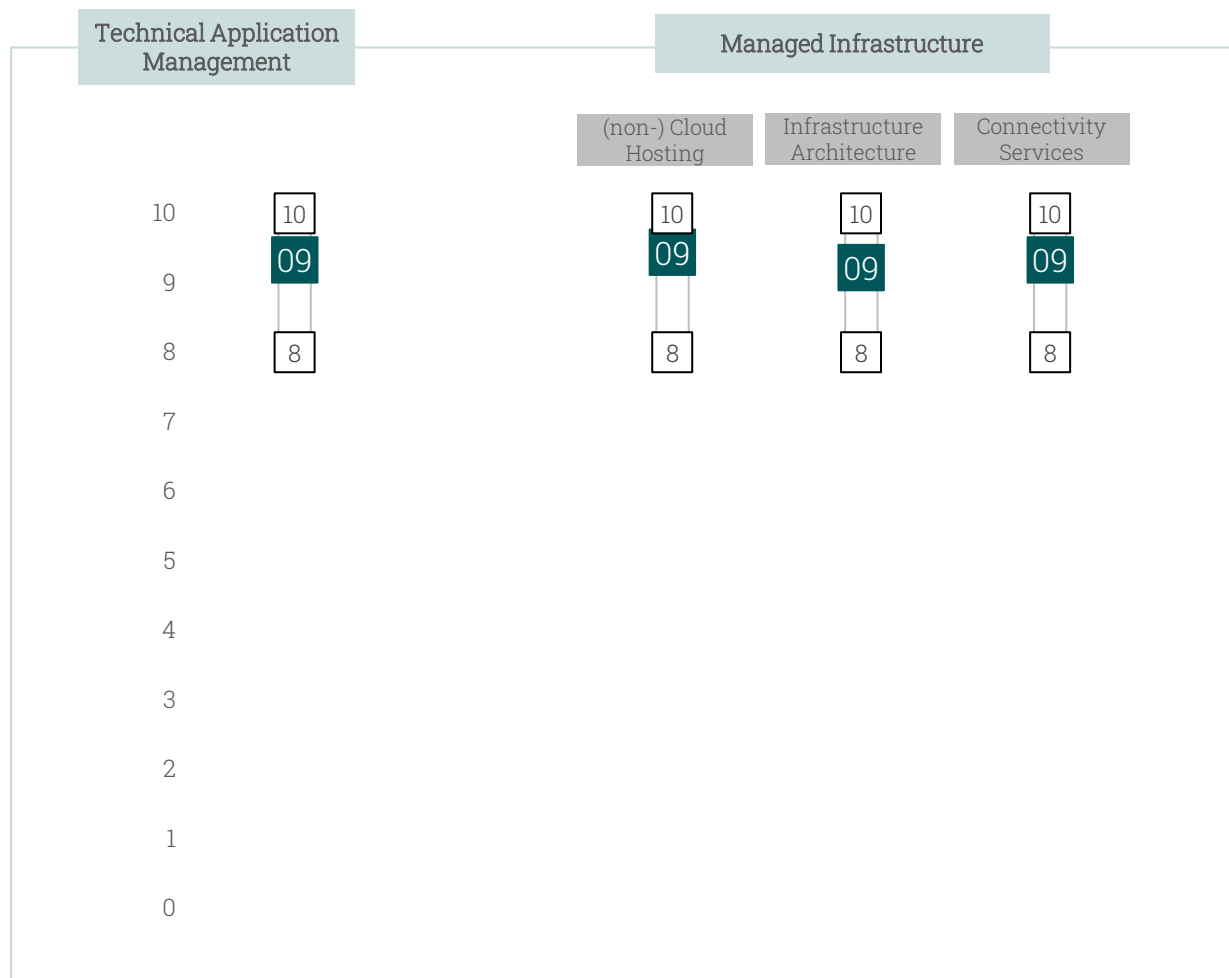 Technical Application
Management
Managed Infrastructure
(non-) Cloud
Hosting
Infrastructure
Architecture
Connectivity
Services
10
10
10
10
10
09
09
09
09
9
8
8
8
8
8
7
6
5
4
3
2
1
0